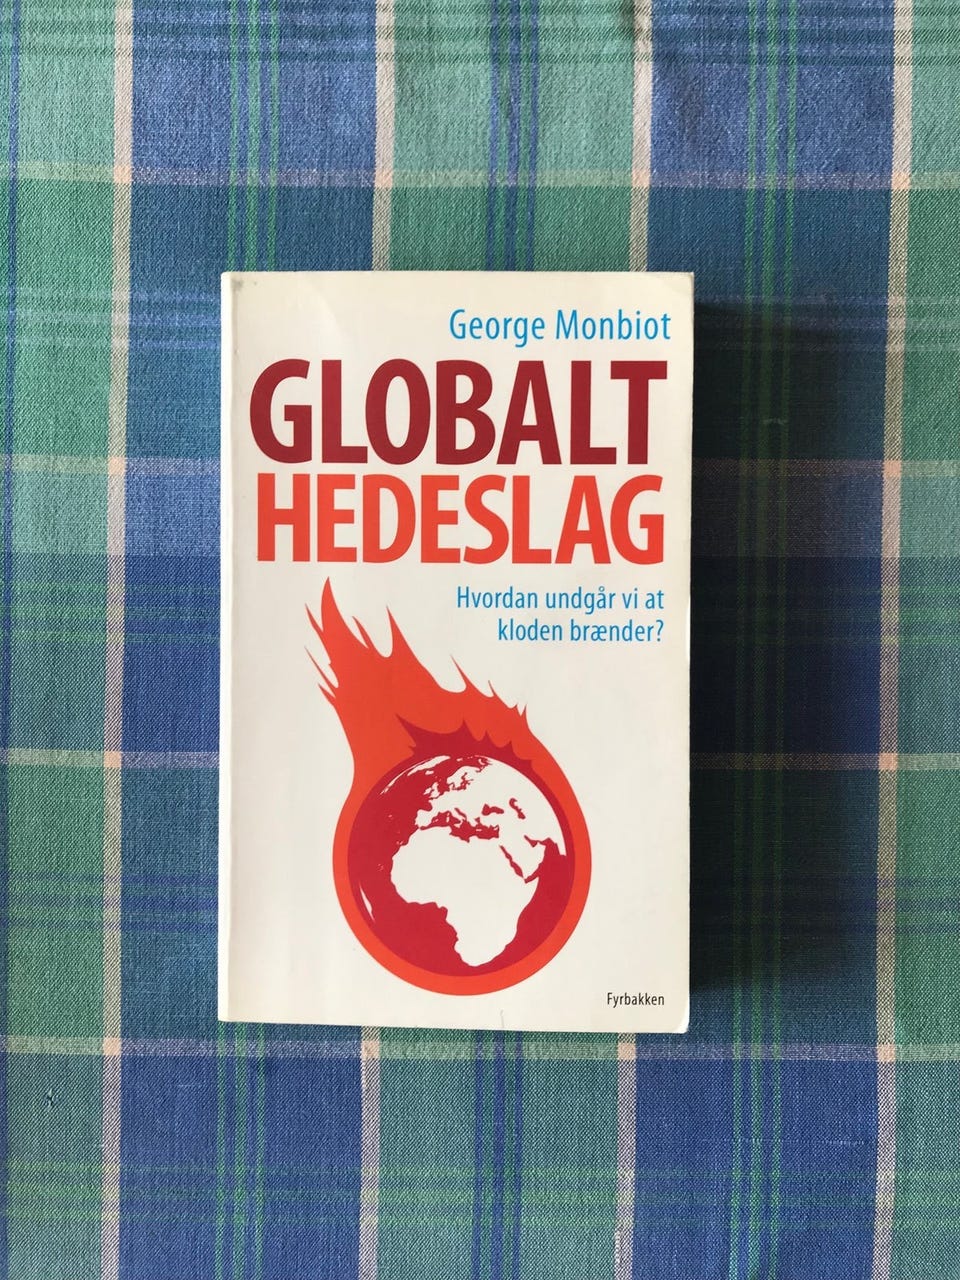 George Monbiot
GLOBALT
HEDESLAG
Hvordan undgår vi at
kloden brænder?
Fyrbakken